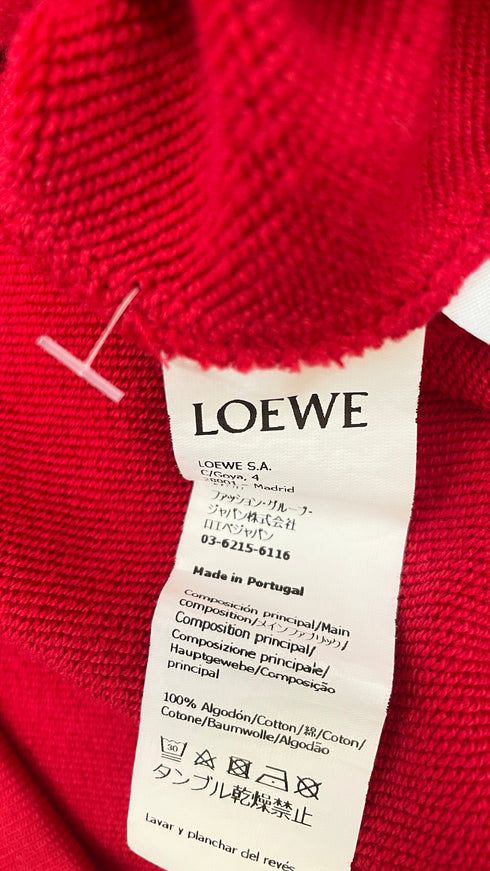 LOEWE
LOEWE S.A.
C/Goya, 4
28001 – Madrid
ファッション・グループ・
ジャパン株式会社
ロエベジャパン
03-6215-6116
Made in Portugal
Composición principal/Main
composition/メインファブリック/
Composition principal/
Composizione principale/
Hauptgewebe/Composição
principal
100% Algodón/Cotton/綿/Coton/
Cotone/Baumwolle/Algodão
30
タンブル乾燥禁止
Lavar y planchar del revés